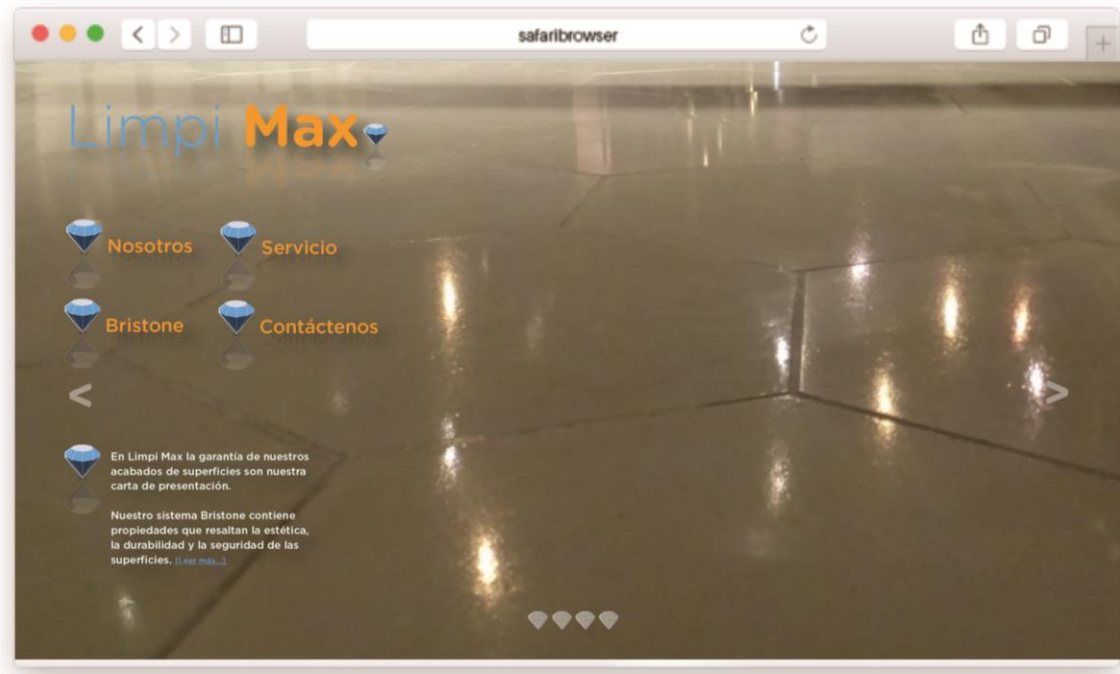 safaribrowser
Limpi Max
Nosotros
Servicio
Bristone
Contáctenos
<
>
En Limpi Max la garantía de nuestros
acabados de superficies son nuestra
carta de presentación.
Nuestro sistema Bristone contiene
propiedades que resaltan la estética,
la durabilidad y la seguridad de las
superficies. (Leer más...)